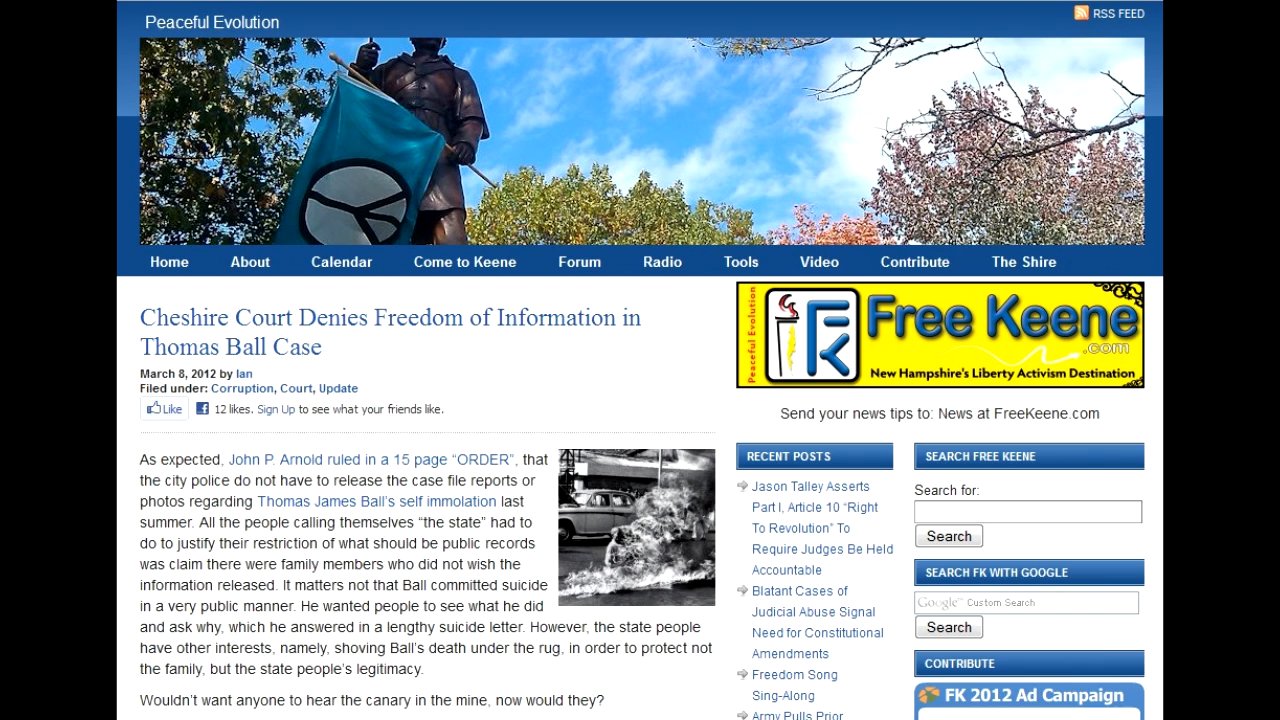 Peaceful Evolution
RSS FEED
Home About Calendar Come to Keene Forum Radio Tools Video Contribute The Shire
Cheshire Court Denies Freedom of Information in
Thomas Ball Case
March 8, 2012 by Ian
Filed under: Corruption, Court, Update
Like 12 likes. Sign Up to see what your friends like.
As expected, John P. Arnold ruled in a 15 page “ORDER”, that
the city police do not have to release the case file reports or
photos regarding Thomas James Ball’s self immolation last
summer. All the people calling themselves “the state” had to
do to justify their restriction of what should be public records
was claim there were family members who did not wish the
information released. It matters not that Ball committed suicide
in a very public manner. He wanted people to see what he did
and ask why, which he answered in a lengthy suicide letter. However, the state people
have other interests, namely, shoving Ball’s death under the rug, in order to protect not
the family, but the state people’s legitimacy.
Wouldn’t want anyone to hear the canary in the mine, now would they?
Peaceful Evolution
FK
Free Keene
.com
New Hampshire's Liberty Activism Destination
Send your news tips to: News at FreeKeene.com
RECENT POSTS
Jason Talley Asserts
Part I, Article 10 “Right
To Revolution” To
Require Judges Be Held
Accountable
Blatant Cases of
Judicial Abuse Signal
Need for Constitutional
Amendments
Freedom Song
Sing-Along
Army Pulls Prior
SEARCH FREE KEENE
Search for:
Search
SEARCH FK WITH GOOGLE
Google™ Custom Search
Search
CONTRIBUTE
FK 2012 Ad Campaign